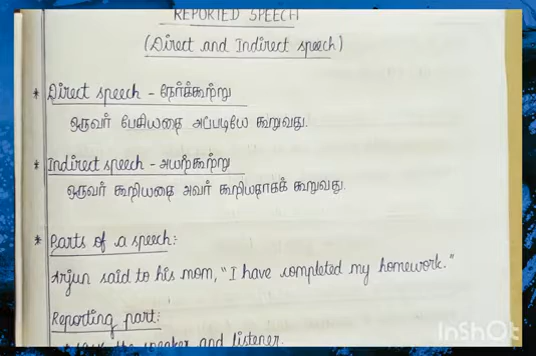 REPORTED SPEECH
(Direct and Indirect speech)
* Direct speech - நேர்க்கூற்று
ஒருவர் பேசியதை அப்படியே கூறுவது.
* Indirect speech - அயற்கூற்று
ஒருவர் கூறியதை அவர் கூறியதாகக் கூறுவது.
* Parts of a speech:
Arjun said to his mom, "I have completed my homework."
Reporting part:
the speaker and listener.
InShOt